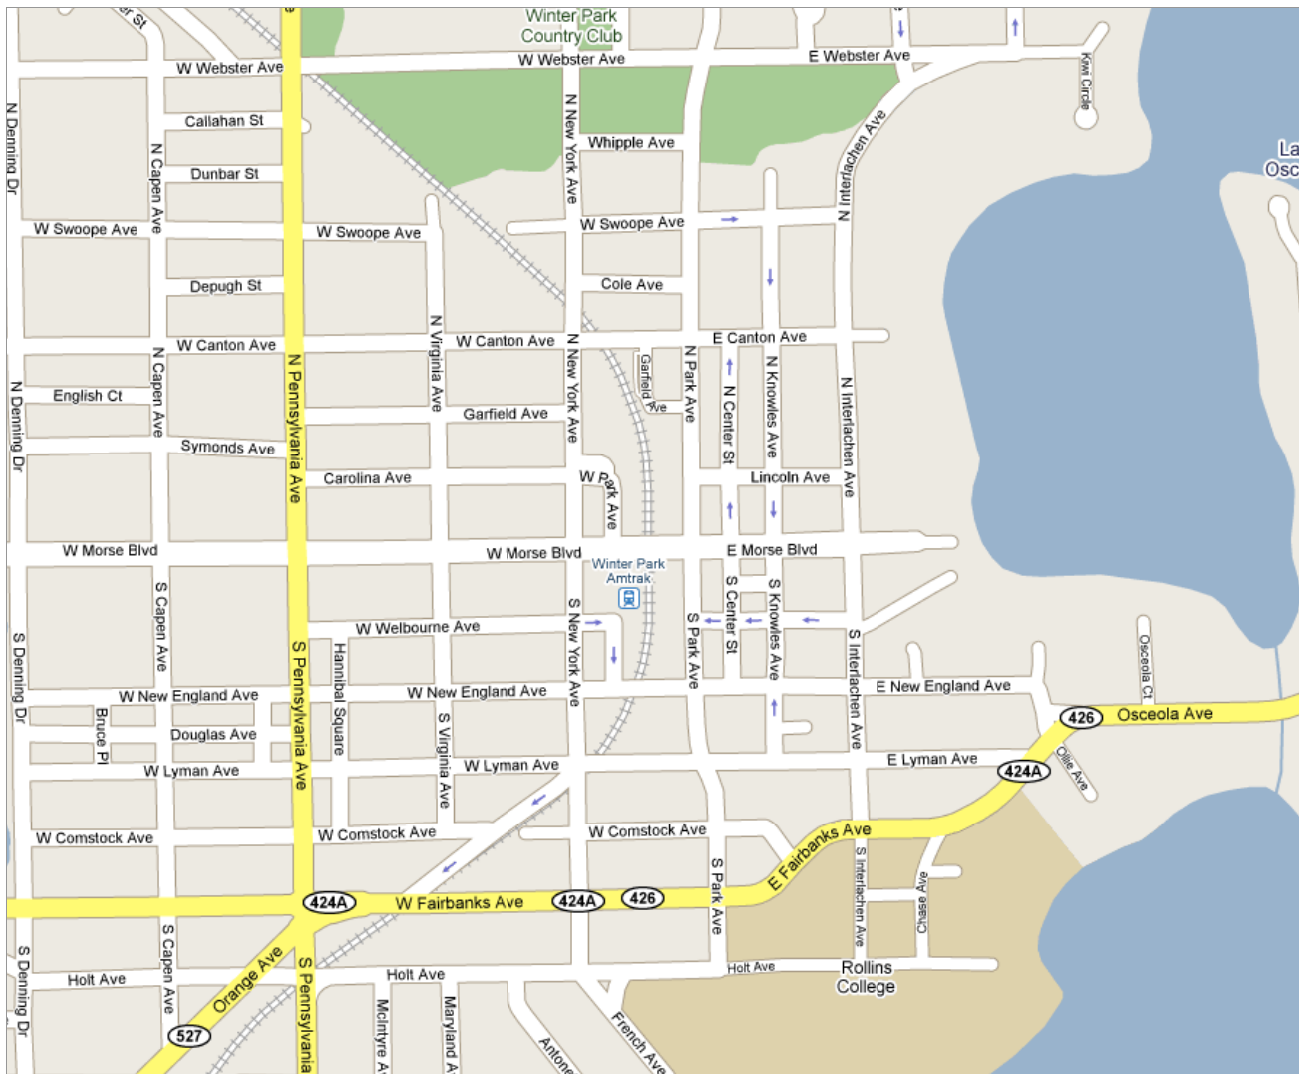 er St
e
Winter Park
Country Club
e
W Webster Ave
W Webster Ave
E Webster Ave
Kiwi Circle
N Denning Dr
Callahan St
N New York Ave
N Interlachen Ave
Whipple Ave
La
Osc
N Capen Ave
Dunbar St
W Swoope Ave
W Swoope Ave
W Swoope Ave
N
Depugh St
Cole Ave
N Virginia Ave
W Canton Ave
W Canton Ave
N New York Ave
E Canton Ave
N Capen Ave
N Pennsylvania Ave
Garfield Ave
N Park Ave
N Center St
N Knowles Ave
N Interlachen Ave
N Denning Dr
English Ct
Garfield Ave
Symonds Ave
Carolina Ave
W Park Ave
Lincoln Ave
W Morse Blvd
W Morse Blvd
E Morse Blvd
Winter Park
Amtrak
S Capen Ave
S New York Ave
S Park Ave
S Center St
S Knowles Ave
S Interlachen Ave
W Welbourne Ave
S Denning Dr
S Pennsylvania Ave
Hannibal Square
Osceola Ct
W New England Ave
W New England Ave
E New England Ave
Bruce Pl
Douglas Ave
S Virginia Ave
426
Osceola Ave
W Lyman Ave
W Lyman Ave
E Lyman Ave
424A
Ollie Ave
W Comstock Ave
W Comstock Ave
W Comstock Ave
E Fairbanks Ave
S Park Ave
S Interlachen Ave
Chase Ave
424A
W Fairbanks Ave
424A
426
S Denning Dr
S Capen Ave
Orange Ave
S Pennsylvania
Holt Ave
Holt Ave
Holt Ave
Rollins
College
527
McIntyre A
Maryland A
Antone
French Ave